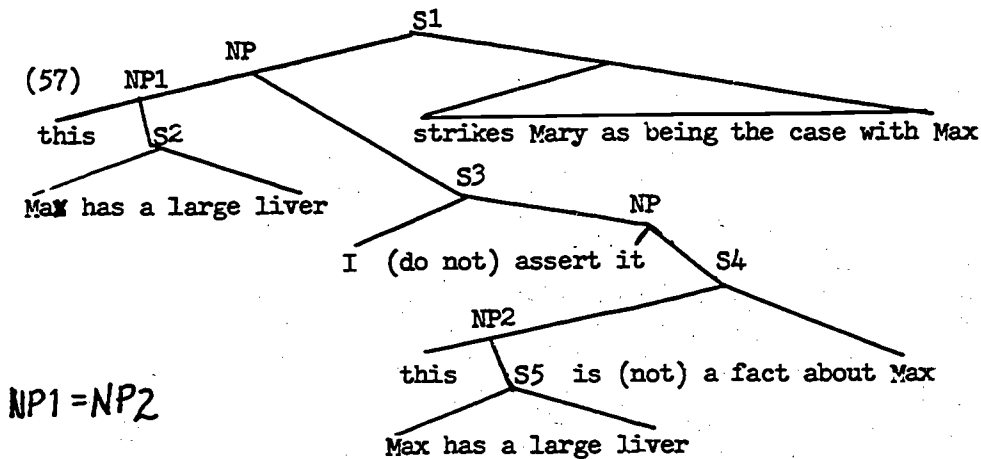 S1
NP
(57) NP1
this S2 strikes Mary as being the case with Max
Max has a large liver
S3
NP
I (do not) assert it S4
NP2
this S5 is (not) a fact about Max
NP1 = NP2
Max has a large liver